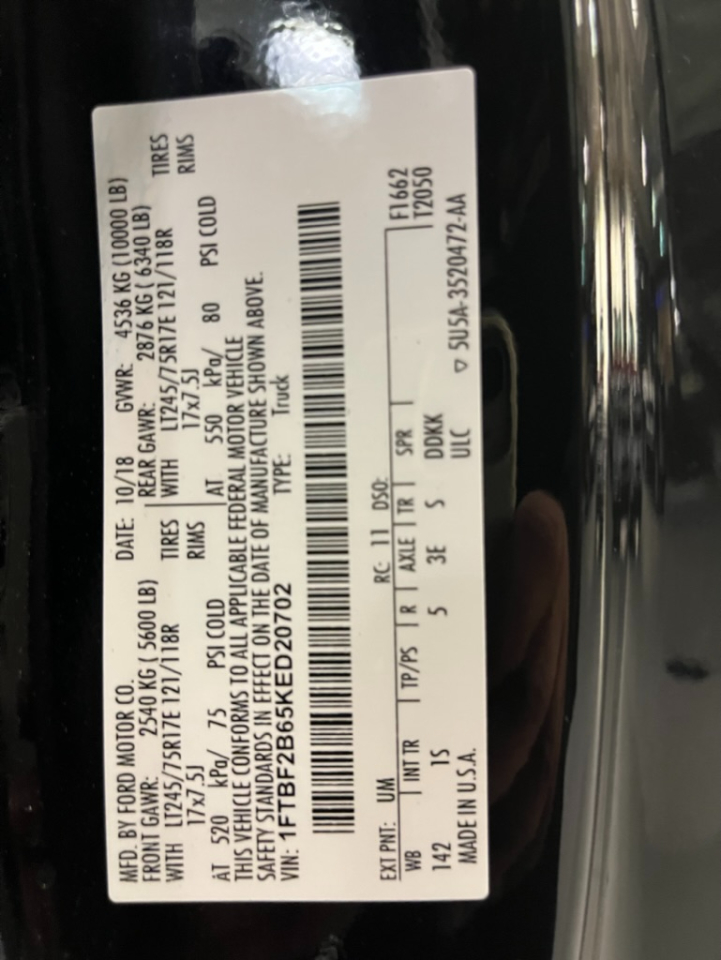 MFD. BY FORD MOTOR CO.
DATE: 10/18 GVWR: 4536 KG (10000 LB)
FRONT GAWR: 2540 KG ( 5600 LB)
REAR GAWR: 2876 KG ( 6340 LB)
WITH LT245/75R17E 121/118R TIRES
WITH LT245/75R17E 121/118R TIRES
17x7.5J RIMS
17x7.5J RIMS
AT 520 kPa/ 75 PSI COLD
AT 550 kPa/ 80 PSI COLD
THIS VEHICLE CONFORMS TO ALL APPLICABLE FEDERAL MOTOR VEHICLE
SAFETY STANDARDS IN EFFECT ON THE DATE OF MANUFACTURE SHOWN ABOVE.
VIN: 1FTBF2B65KED20702 TYPE: Truck
EXT PNT: UM RC: 11 DSO: F1662
WB INT TR TP/PS R AXLE TR SPR T2050
142 1S 5 3E S DDKK
MADE IN U.S.A. ULC ▽ 5U5A-3520472-AA